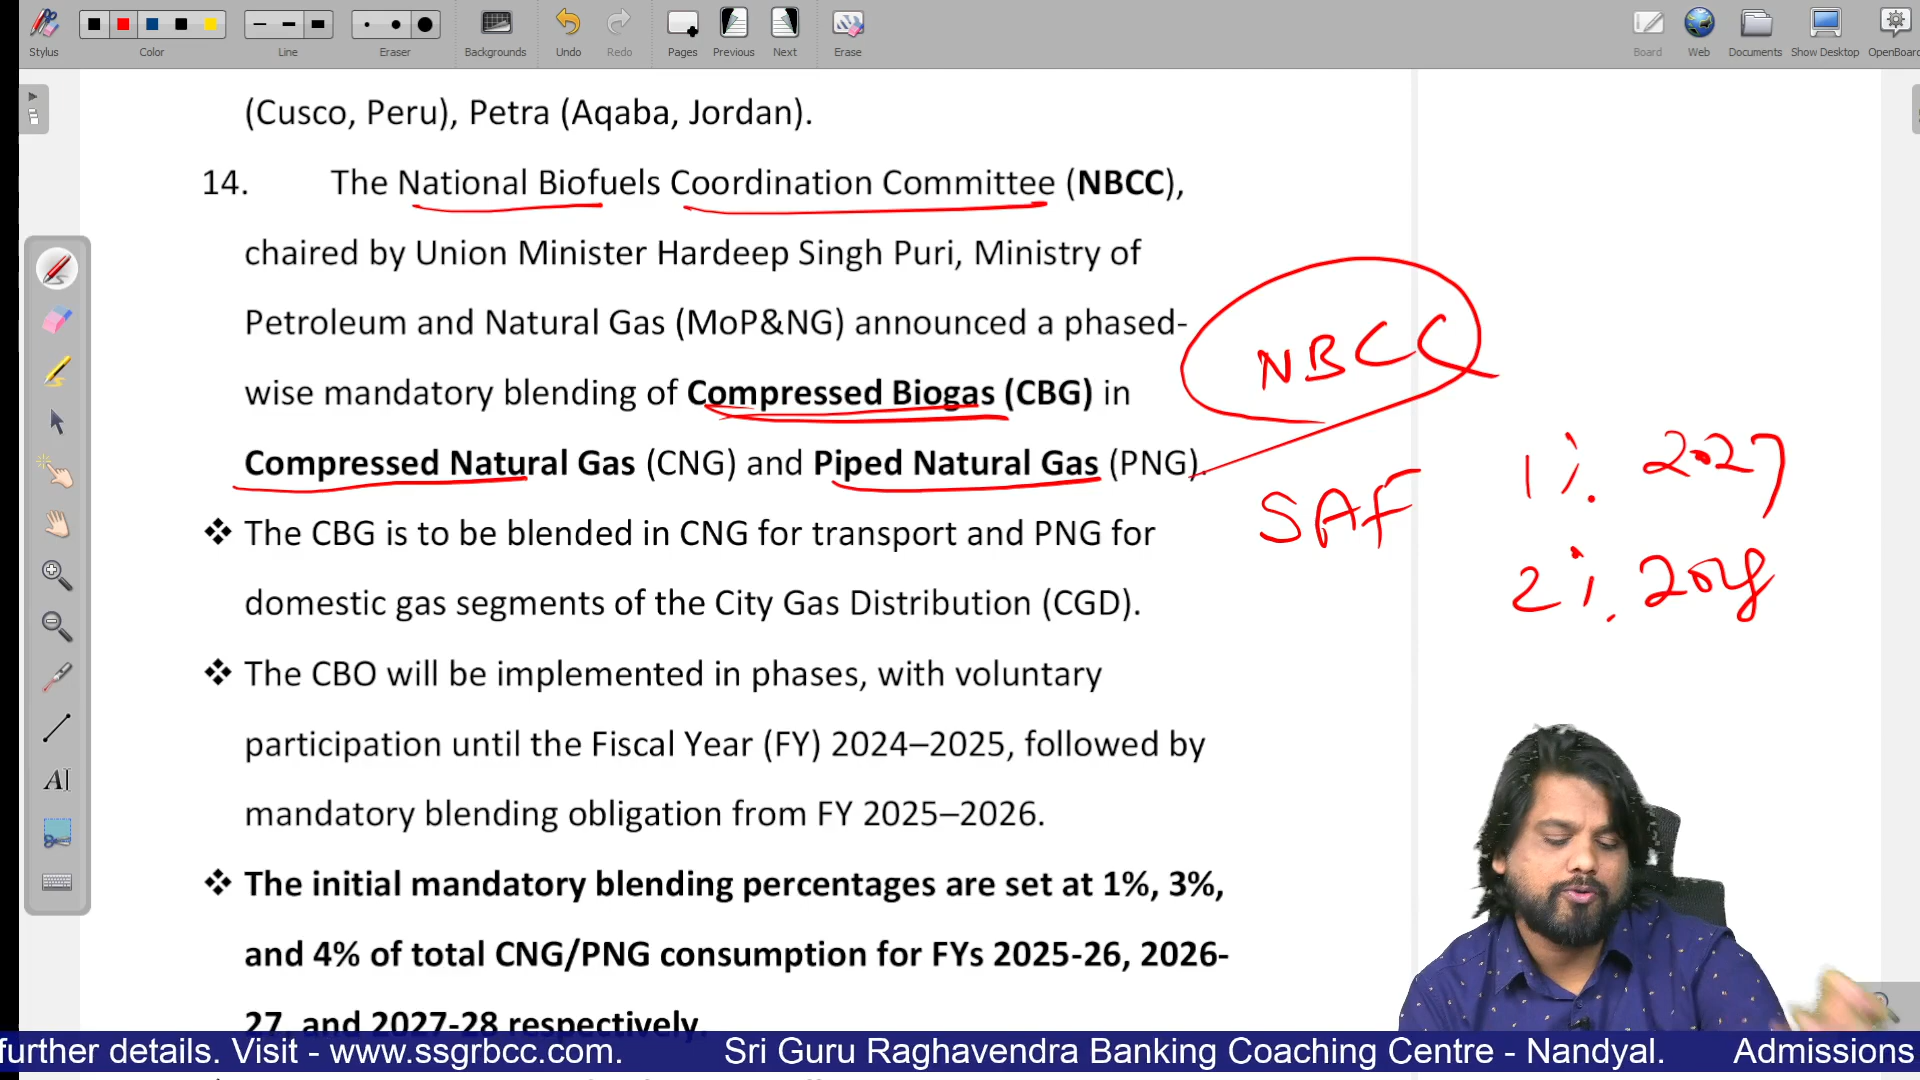 Stylus
Color
Line
Eraser
Backgrounds
Undo
Redo
Pages
Previous
Next
Erase
Board
Web
Documents
Show Desktop
OpenBoard
(Cusco, Peru), Petra (Aqaba, Jordan).
14. The National Biofuels Coordination Committee (NBCC),
chaired by Union Minister Hardeep Singh Puri, Ministry of
Petroleum and Natural Gas (MoP&NG) announced a phased-
wise mandatory blending of Compressed Biogas (CBG) in
Compressed Natural Gas (CNG) and Piped Natural Gas (PNG).
❖ The CBG is to be blended in CNG for transport and PNG for
domestic gas segments of the City Gas Distribution (CGD).
❖ The CBO will be implemented in phases, with voluntary
participation until the Fiscal Year (FY) 2024–2025, followed by
mandatory blending obligation from FY 2025–2026.
❖ The initial mandatory blending percentages are set at 1%, 3%,
and 4% of total CNG/PNG consumption for FYs 2025-26, 2026-
27, and 2027-28 respectively.
NBCC
SAF
1% 2027
2% 2028
AI
further details. Visit - www.ssgrbcc.com. Sri Guru Raghavendra Banking Coaching Centre - Nandyal. Admissions